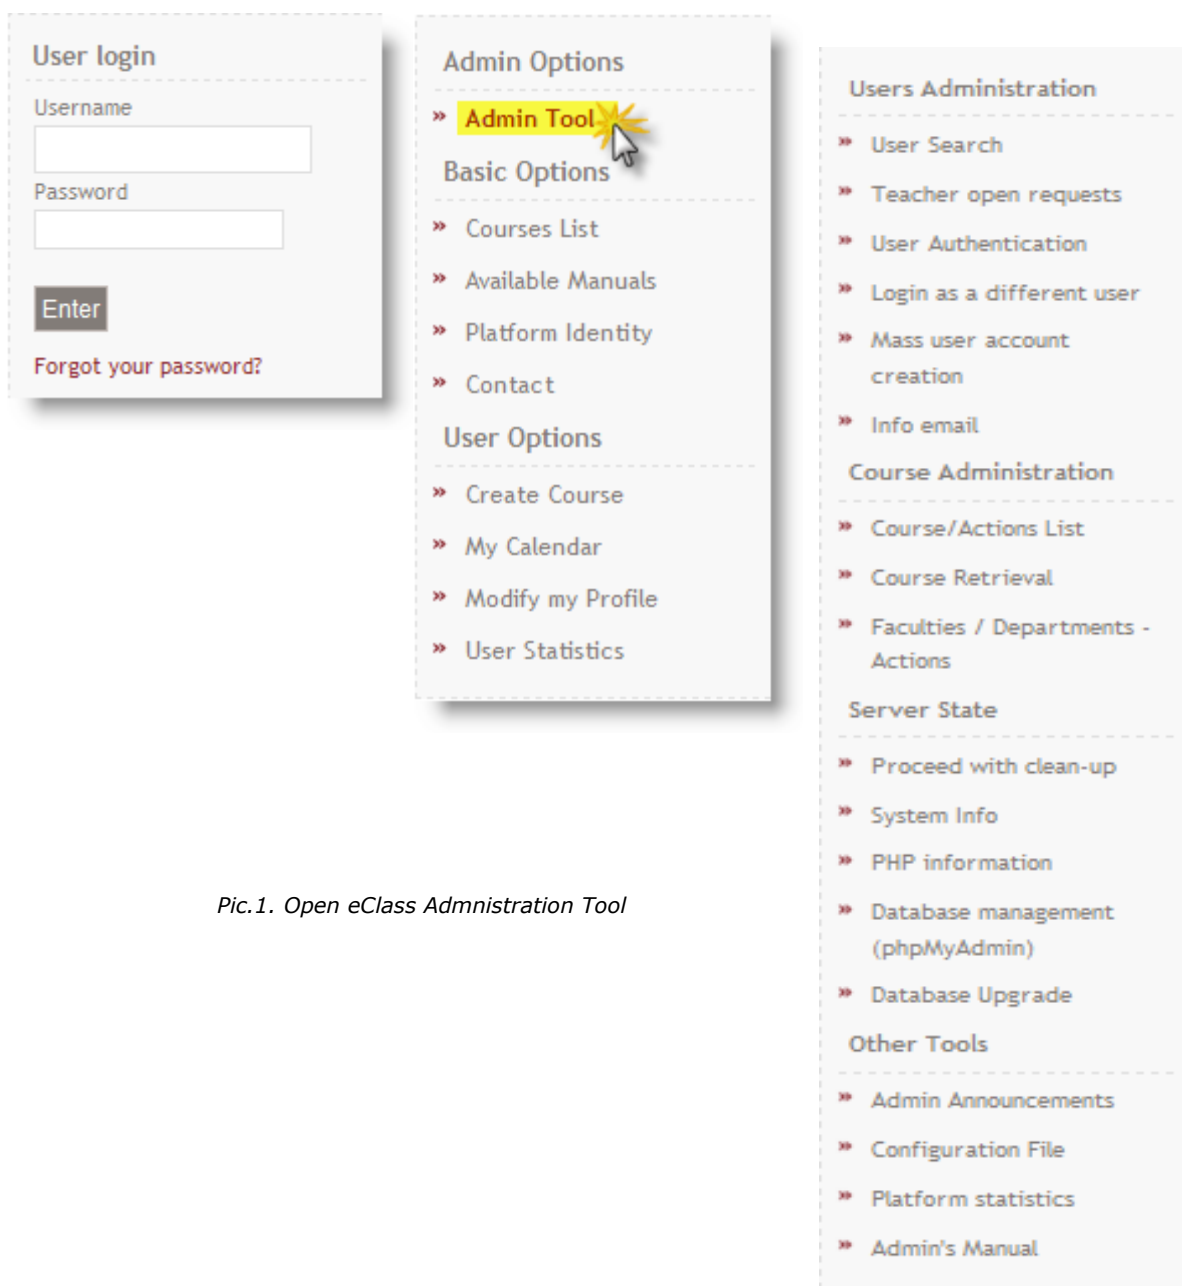 User login
Username
Password
Enter
Forgot your password?
Admin Options
» Admin Tool
Basic Options
» Courses List
» Available Manuals
» Platform Identity
» Contact
User Options
» Create Course
» My Calendar
» Modify my Profile
» User Statistics
Users Administration
» User Search
» Teacher open requests
» User Authentication
» Login as a different user
» Mass user account
creation
» Info email
Course Administration
» Course/Actions List
» Course Retrieval
» Faculties / Departments -
Actions
Server State
» Proceed with clean-up
» System Info
» PHP information
» Database management
(phpMyAdmin)
» Database Upgrade
Other Tools
» Admin Announcements
» Configuration File
» Platform statistics
» Admin's Manual
Pic.1. Open eClass Admnistration Tool